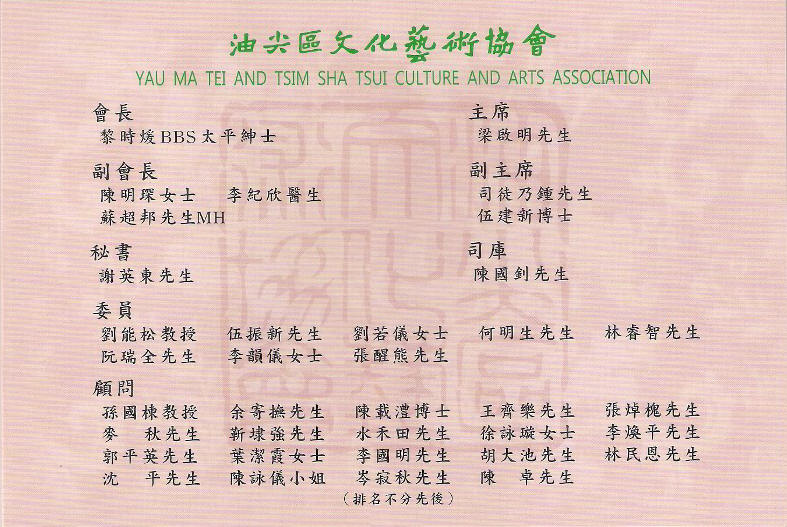 油尖區文化藝術協會
YAU MA TEI AND TSIM SHA TSUI CULTURE AND ARTS ASSOCIATION
會長 主席
黎時煖BBS太平紳士 梁啟明先生
副會長 副主席
陳明琛女士 李紀欣醫生 司徒乃鍾先生
蘇超邦先生MH 伍建新博士
秘書 司庫
謝英東先生 陳國釗先生
委員
劉能松教授 伍振新先生 劉若儀女士 何明生先生 林睿智先生
阮瑞全先生 李韻儀女士 張醒熊先生
顧問
孫國棟教授 余寄撫先生 陳載澧博士 王齊樂先生 張焯槐先生
麥 秋先生 靳埭強先生 水禾田先生 徐詠璇女士 李煥平先生
郭平英先生 葉潔霞女士 李國明先生 胡大池先生 林民恩先生
沈 平先生 陳詠儀小姐 岑寂秋先生 陳 卓先生
（排名不分先後）